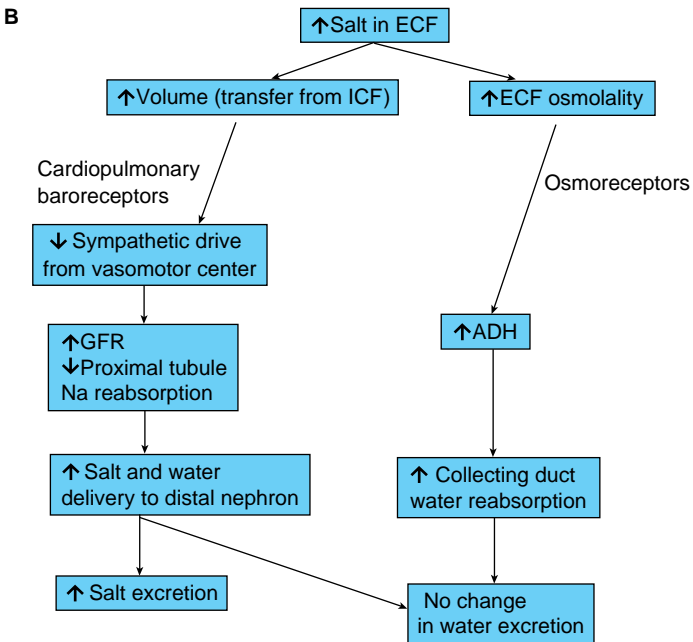 B
↑Salt in ECF
↑Volume (transfer from ICF)
↑ECF osmolality
Cardiopulmonary
baroreceptors
Osmoreceptors
↓ Sympathetic drive
from vasomotor center
↑GFR
↓Proximal tubule
Na reabsorption
↑ADH
↑ Salt and water
delivery to distal nephron
↑ Collecting duct
water reabsorption
↑ Salt excretion
No change
in water excretion